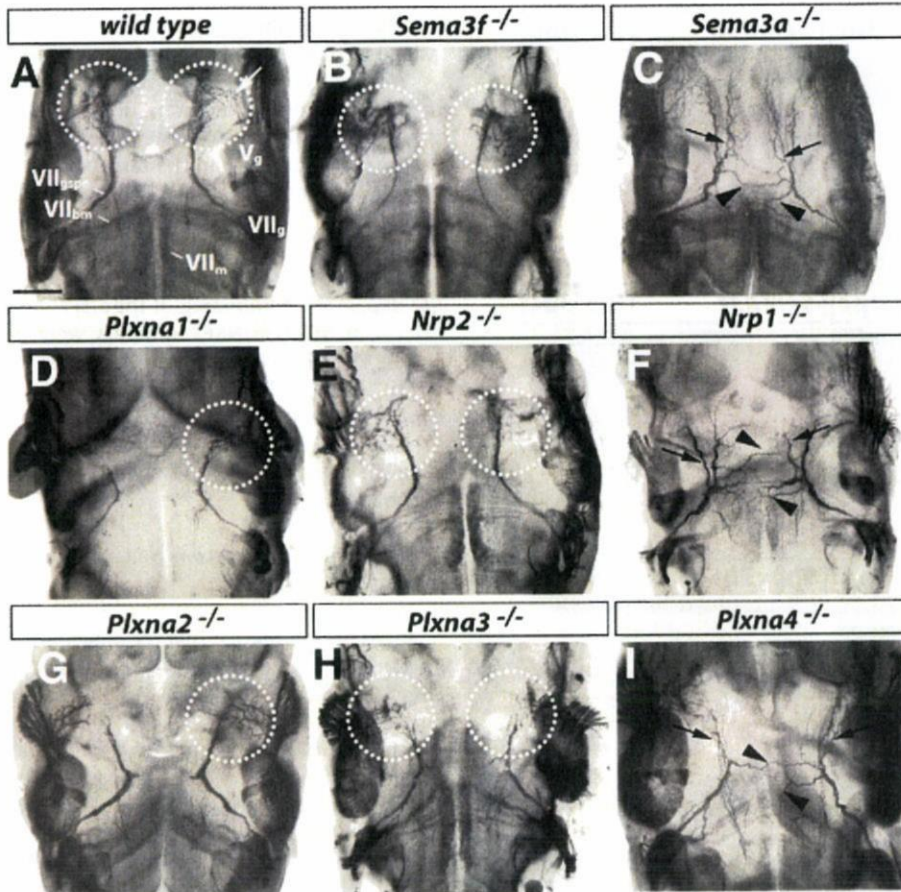 wild type
Sema3f -/-
Sema3a -/-
A
B
C
Vg
VIIgspn
VIIbm
VIIg
VIIm
Plxna1-/-
Nrp2 -/-
Nrp1 -/-
D
E
F
Plxna2 -/-
Plxna3 -/-
Plxna4 -/-
G
H
I